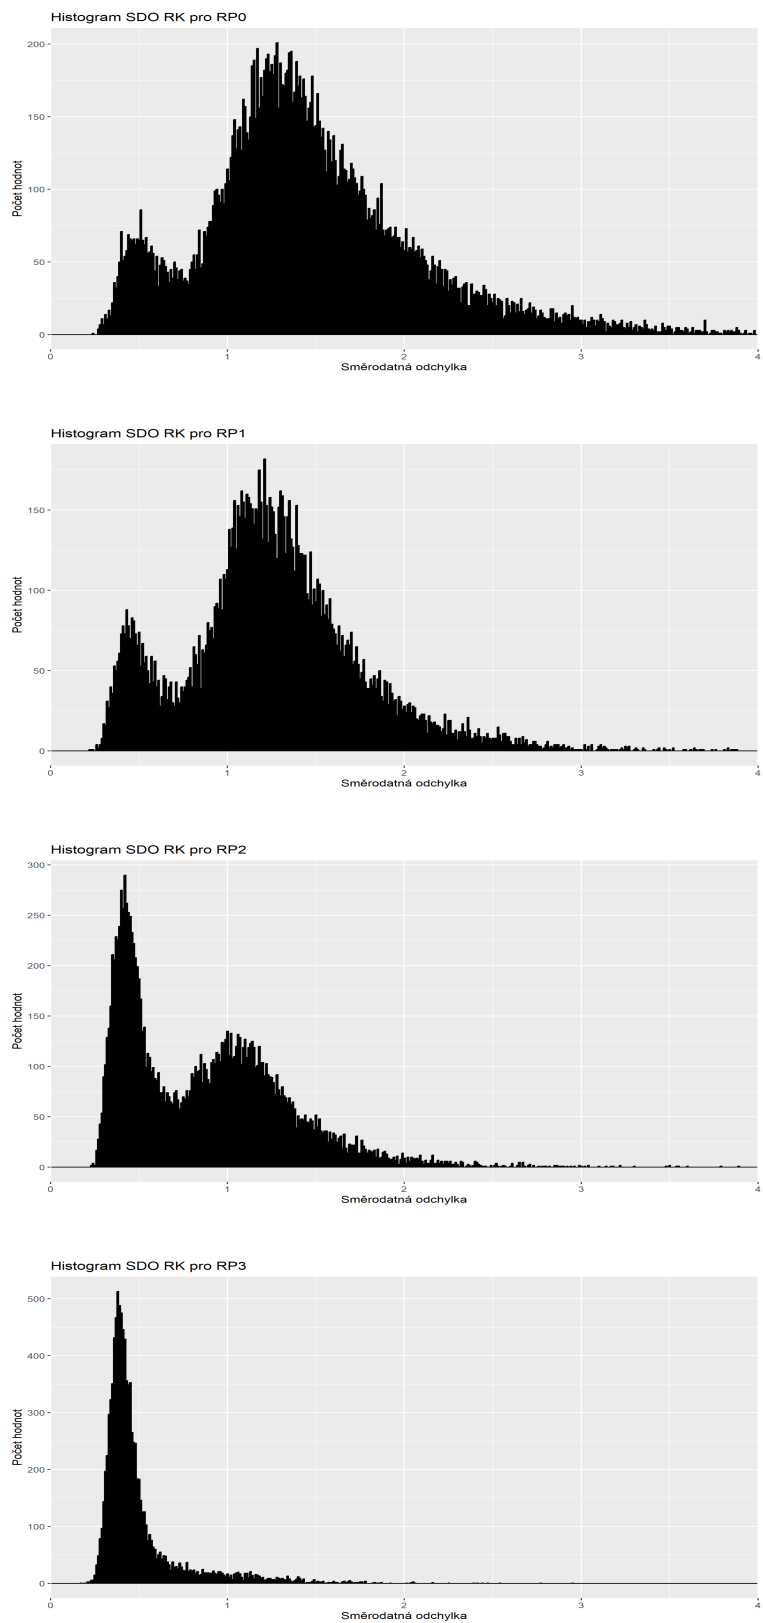 Histogram SDO RK pro RP0
200
150
100
50
0
Počet hodnot
0 1 2 3 4
Směrodatná odchylka
Histogram SDO RK pro RP1
150
100
50
0
Počet hodnot
0 1 2 3 4
Směrodatná odchylka
Histogram SDO RK pro RP2
300
250
200
150
100
50
0
Počet hodnot
0 1 2 3 4
Směrodatná odchylka
Histogram SDO RK pro RP3
500
400
300
200
100
0
Počet hodnot
0 1 2 3 4
Směrodatná odchylka